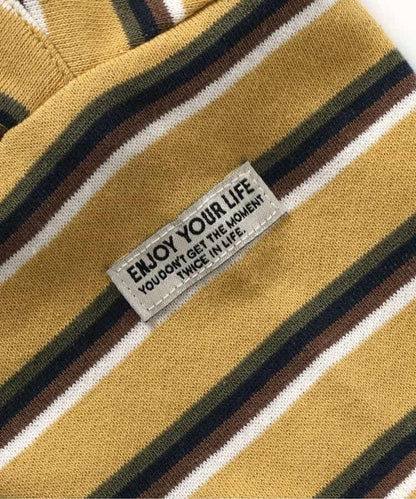 ENJOY YOUR LIFE
YOU DON'T GET THE MOMENT
TWICE IN LIFE.